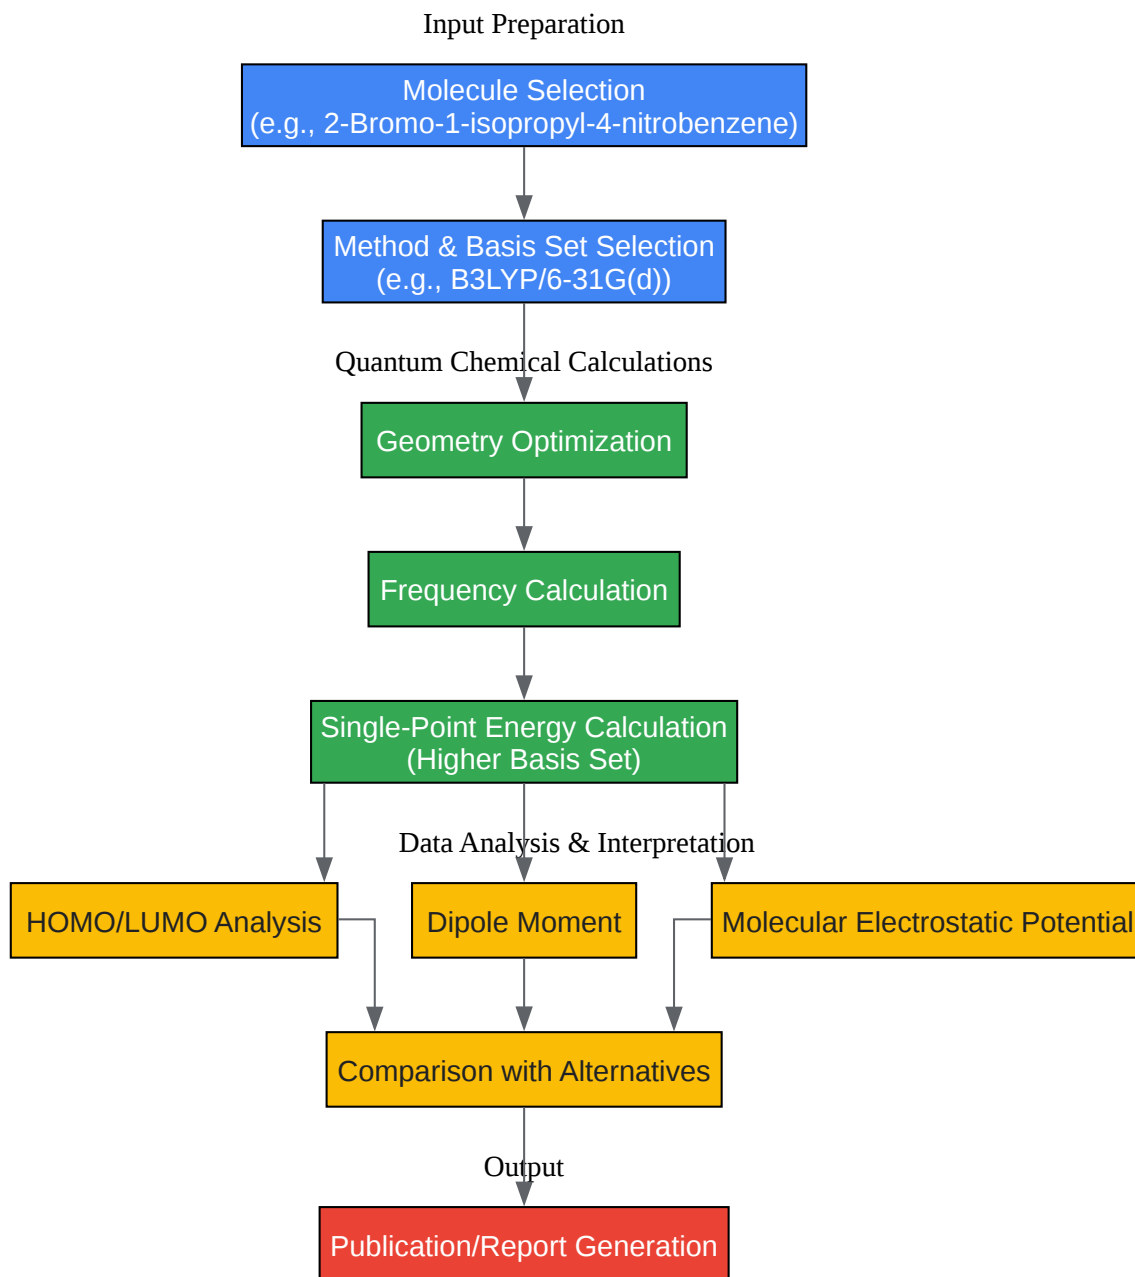 Input Preparation
Molecule Selection
(e.g., 2-Bromo-1-isopropyl-4-nitrobenzene)
Method & Basis Set Selection
(e.g., B3LYP/6-31G(d))
Quantum Chemical Calculations
Geometry Optimization
Frequency Calculation
Single-Point Energy Calculation
(Higher Basis Set)
Data Analysis & Interpretation
HOMO/LUMO Analysis
Dipole Moment
Molecular Electrostatic Potential
Comparison with Alternatives
Output
Publication/Report Generation